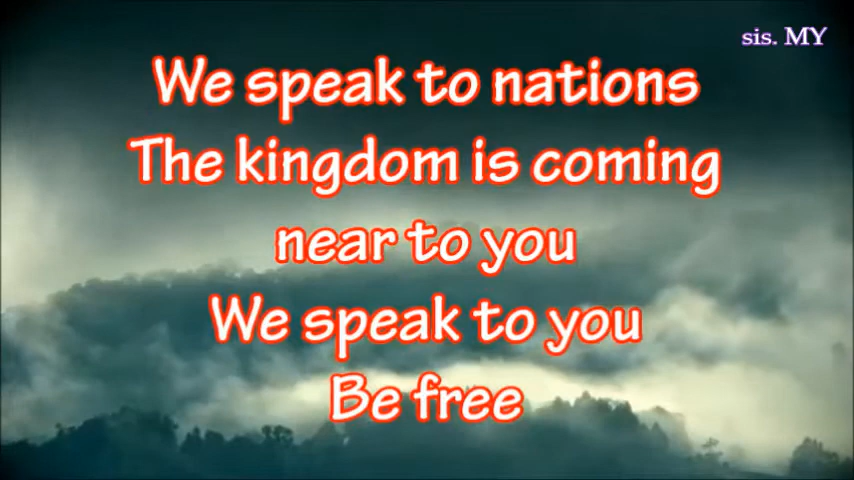 sis. MY
We speak to nations
The kingdom is coming
near to you
We speak to you
Be free